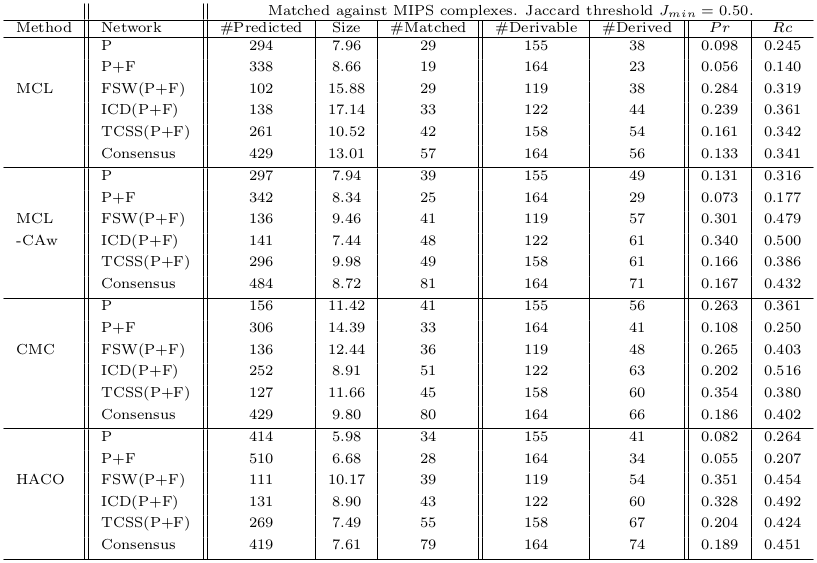 Matched against MIPS complexes. Jaccard threshold J_min = 0.50.
Method Network #Predicted Size #Matched #Derivable #Derived Pr Rc
P 294 7.96 29 155 38 0.098 0.245
P+F 338 8.66 19 164 23 0.056 0.140
MCL FSW(P+F) 102 15.88 29 119 38 0.284 0.319
ICD(P+F) 138 17.14 33 122 44 0.239 0.361
TCSS(P+F) 261 10.52 42 158 54 0.161 0.342
Consensus 429 13.01 57 164 56 0.133 0.341
P 297 7.94 39 155 49 0.131 0.316
P+F 342 8.34 25 164 29 0.073 0.177
MCL FSW(P+F) 136 9.46 41 119 57 0.301 0.479
-CAw ICD(P+F) 141 7.44 48 122 61 0.340 0.500
TCSS(P+F) 296 9.98 49 158 61 0.166 0.386
Consensus 484 8.72 81 164 71 0.167 0.432
P 156 11.42 41 155 56 0.263 0.361
P+F 306 14.39 33 164 41 0.108 0.250
CMC FSW(P+F) 136 12.44 36 119 48 0.265 0.403
ICD(P+F) 252 8.91 51 122 63 0.202 0.516
TCSS(P+F) 127 11.66 45 158 60 0.354 0.380
Consensus 429 9.80 80 164 66 0.186 0.402
P 414 5.98 34 155 41 0.082 0.264
P+F 510 6.68 28 164 34 0.055 0.207
HACO FSW(P+F) 111 10.17 39 119 54 0.351 0.454
ICD(P+F) 131 8.90 43 122 60 0.328 0.492
TCSS(P+F) 269 7.49 55 158 67 0.204 0.424
Consensus 419 7.61 79 164 74 0.189 0.451